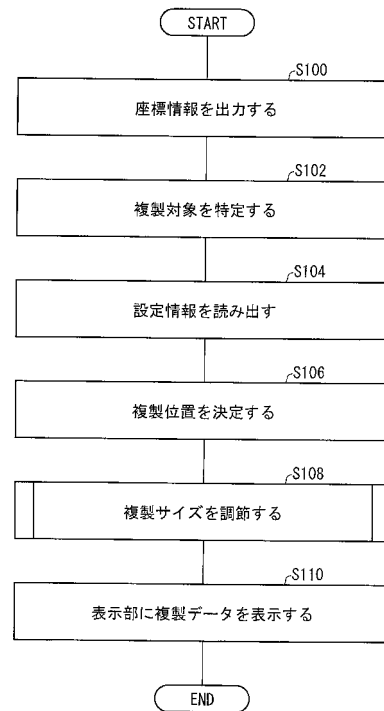 START
S100
座標情報を出力する
S102
複製対象を特定する
S104
設定情報を読み出す
S106
複製位置を決定する
S108
複製サイズを調節する
S110
表示部に複製データを表示する
END